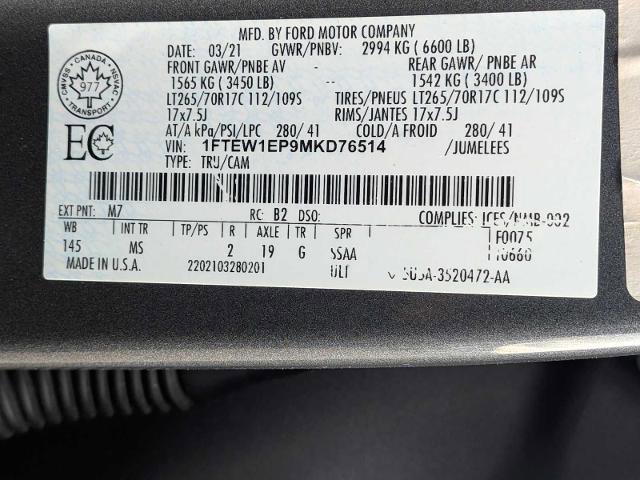 MFD. BY FORD MOTOR COMPANY
DATE: 03/21 GVWR/PNBV: 2994 KG ( 6600 LB)
FRONT GAWR/PNBE AV -- REAR GAWR/ PNBE AR
1565 KG ( 3450 LB) -- 1542 KG ( 3400 LB)
LT265/70R17C 112/109S TIRES/PNEUS LT265/70R17C 112/109S
17x7.5J RIMS/JANTES 17x7.5J
AT/A kPa/PSI/LPC 280/ 41 COLD/A FROID 280/ 41
VIN: 1FTEW1EP9MKD76514 /JUMELEES
TYPE: TRU/CAM
CANADA
CMVSS NSVAC
977
TRANSPORT
EC
EXT PNT: M7 RC: B2 DSO: COMPLIES:
WB INT TR TP/PS R AXLE TR SPR F0075
145 MS 2 19 G
MADE IN U.S.A. 2202103280201